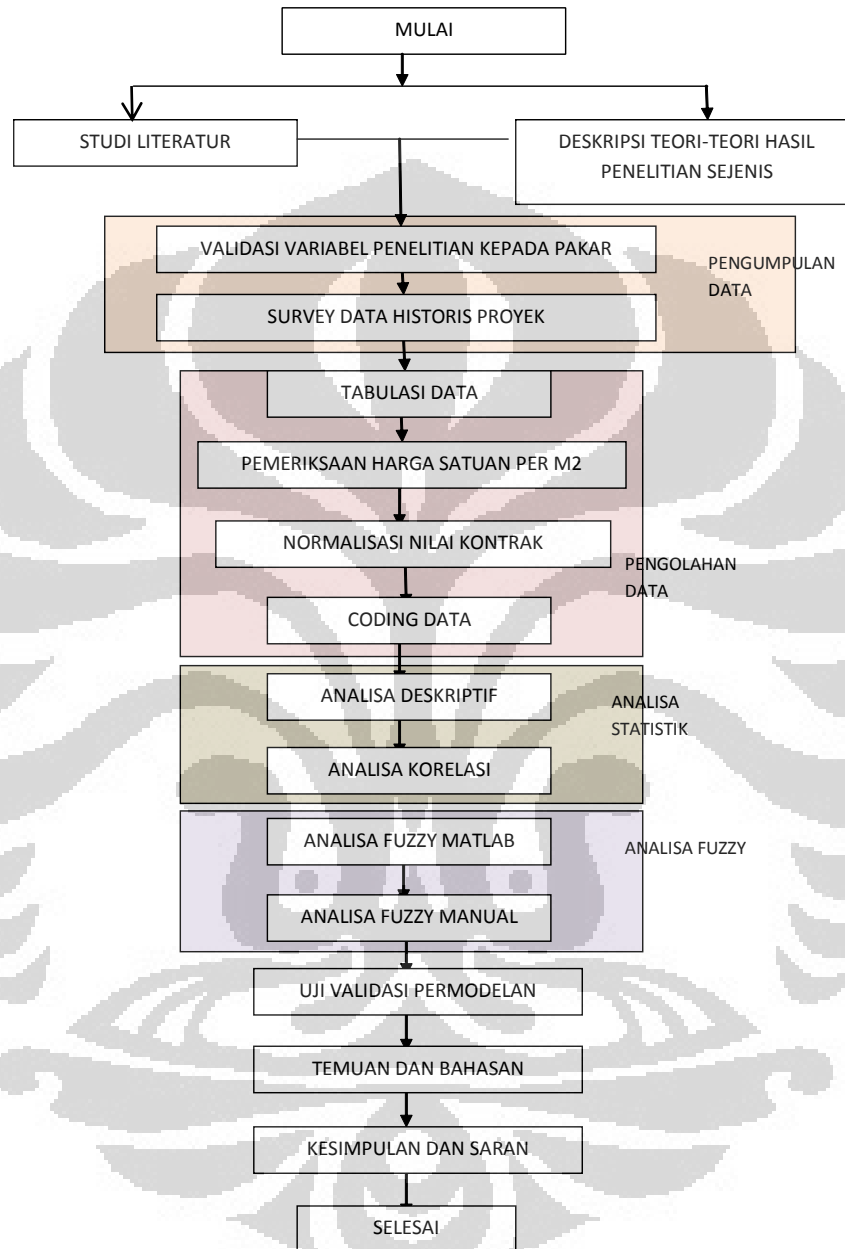 MULAI
STUDI LITERATUR
DESKRIPSI TEORI-TEORI HASIL
PENELITIAN SEJENIS
VALIDASI VARIABEL PENELITIAN KEPADA PAKAR
PENGUMPULAN
DATA
SURVEY DATA HISTORIS PROYEK
TABULASI DATA
PEMERIKSAAN HARGA SATUAN PER M2
NORMALISASI NILAI KONTRAK
PENGOLAHAN
DATA
CODING DATA
ANALISA DESKRIPTIF
ANALISA
STATISTIK
ANALISA KORELASI
ANALISA FUZZY MATLAB
ANALISA FUZZY
ANALISA FUZZY MANUAL
UJI VALIDASI PERMODELAN
TEMUAN DAN BAHASAN
KESIMPULAN DAN SARAN
SELESAI